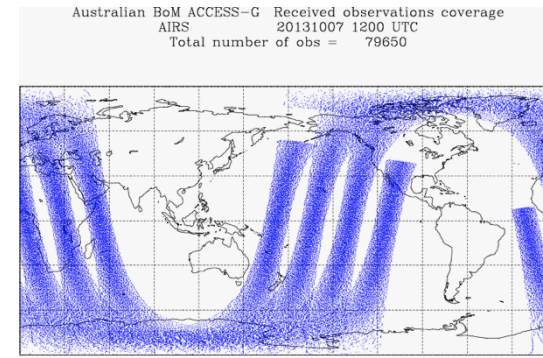 Australian BoM ACCESS-G Received observations coverage
AIRS 20131007 1200 UTC
Total number of obs = 79650